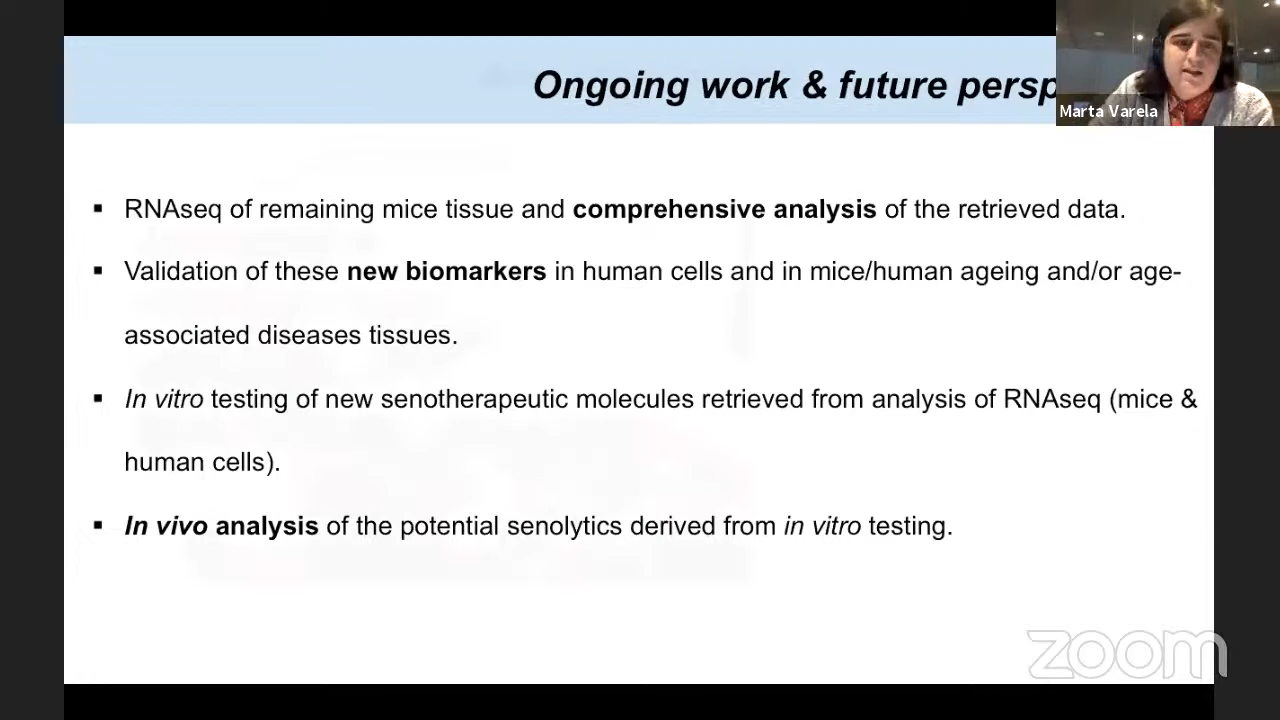 Ongoing work & future persp
Marta Varela
▪ RNAseq of remaining mice tissue and comprehensive analysis of the retrieved data.
▪ Validation of these new biomarkers in human cells and in mice/human ageing and/or age-
associated diseases tissues.
▪ In vitro testing of new senotherapeutic molecules retrieved from analysis of RNAseq (mice &
human cells).
▪ In vivo analysis of the potential senolytics derived from in vitro testing.
zoom